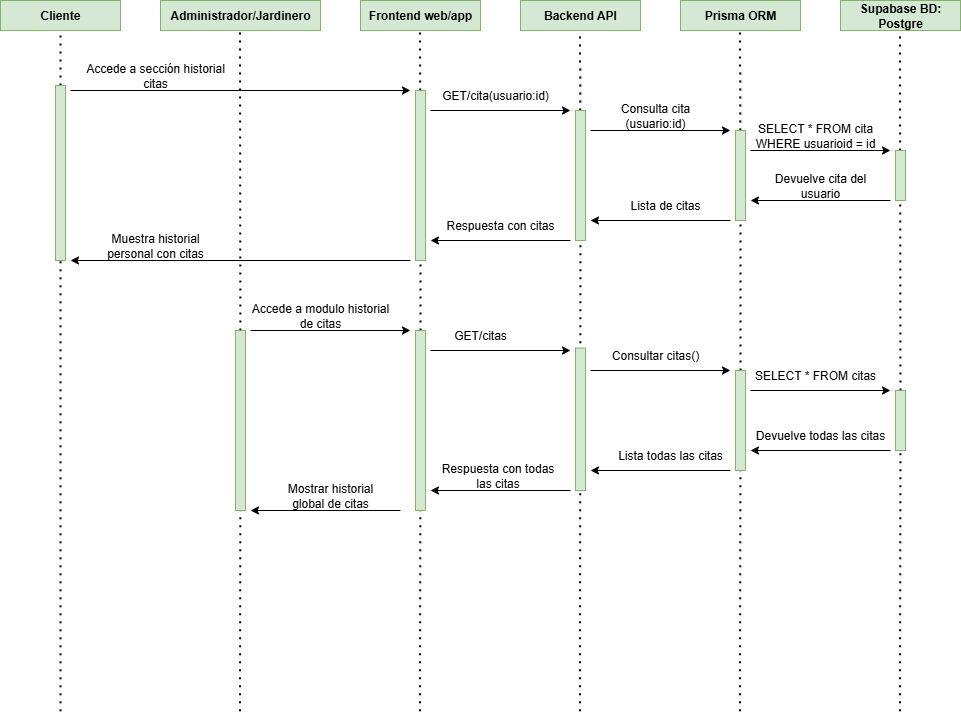 Cliente
Administrador/Jardinero
Frontend web/app
Backend API
Prisma ORM
Supabase BD:
Postgre
Accede a sección historial
citas
GET/cita(usuario:id)
Consulta cita
(usuario:id)
SELECT * FROM cita
WHERE usuarioid = id
Devuelve cita del
usuario
Lista de citas
Respuesta con citas
Muestra historial
personal con citas
Accede a modulo historial
de citas
GET/citas
Consultar citas()
SELECT * FROM citas
Devuelve todas las citas
Lista todas las citas
Respuesta con todas
las citas
Mostrar historial
global de citas